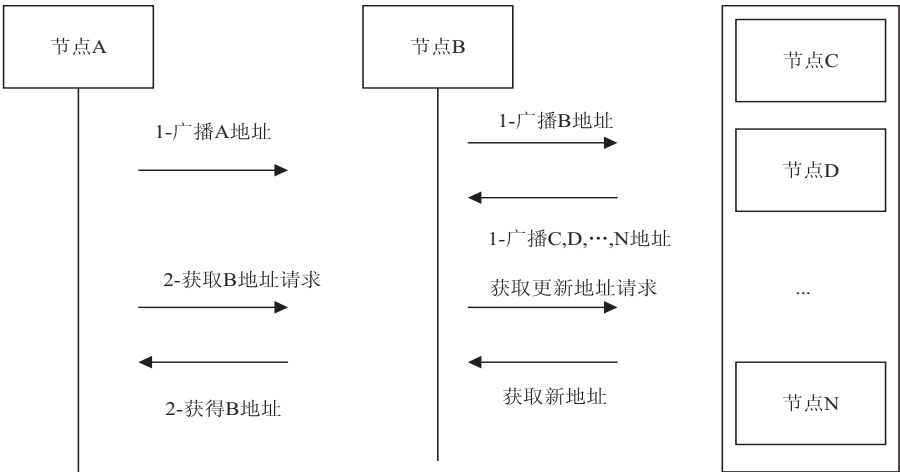 节点A
节点B
节点C
1-广播A地址
1-广播B地址
节点D
1-广播C,D,⋯,N地址
2-获取B地址请求
获取更新地址请求
...
2-获得B地址
获取新地址
节点N